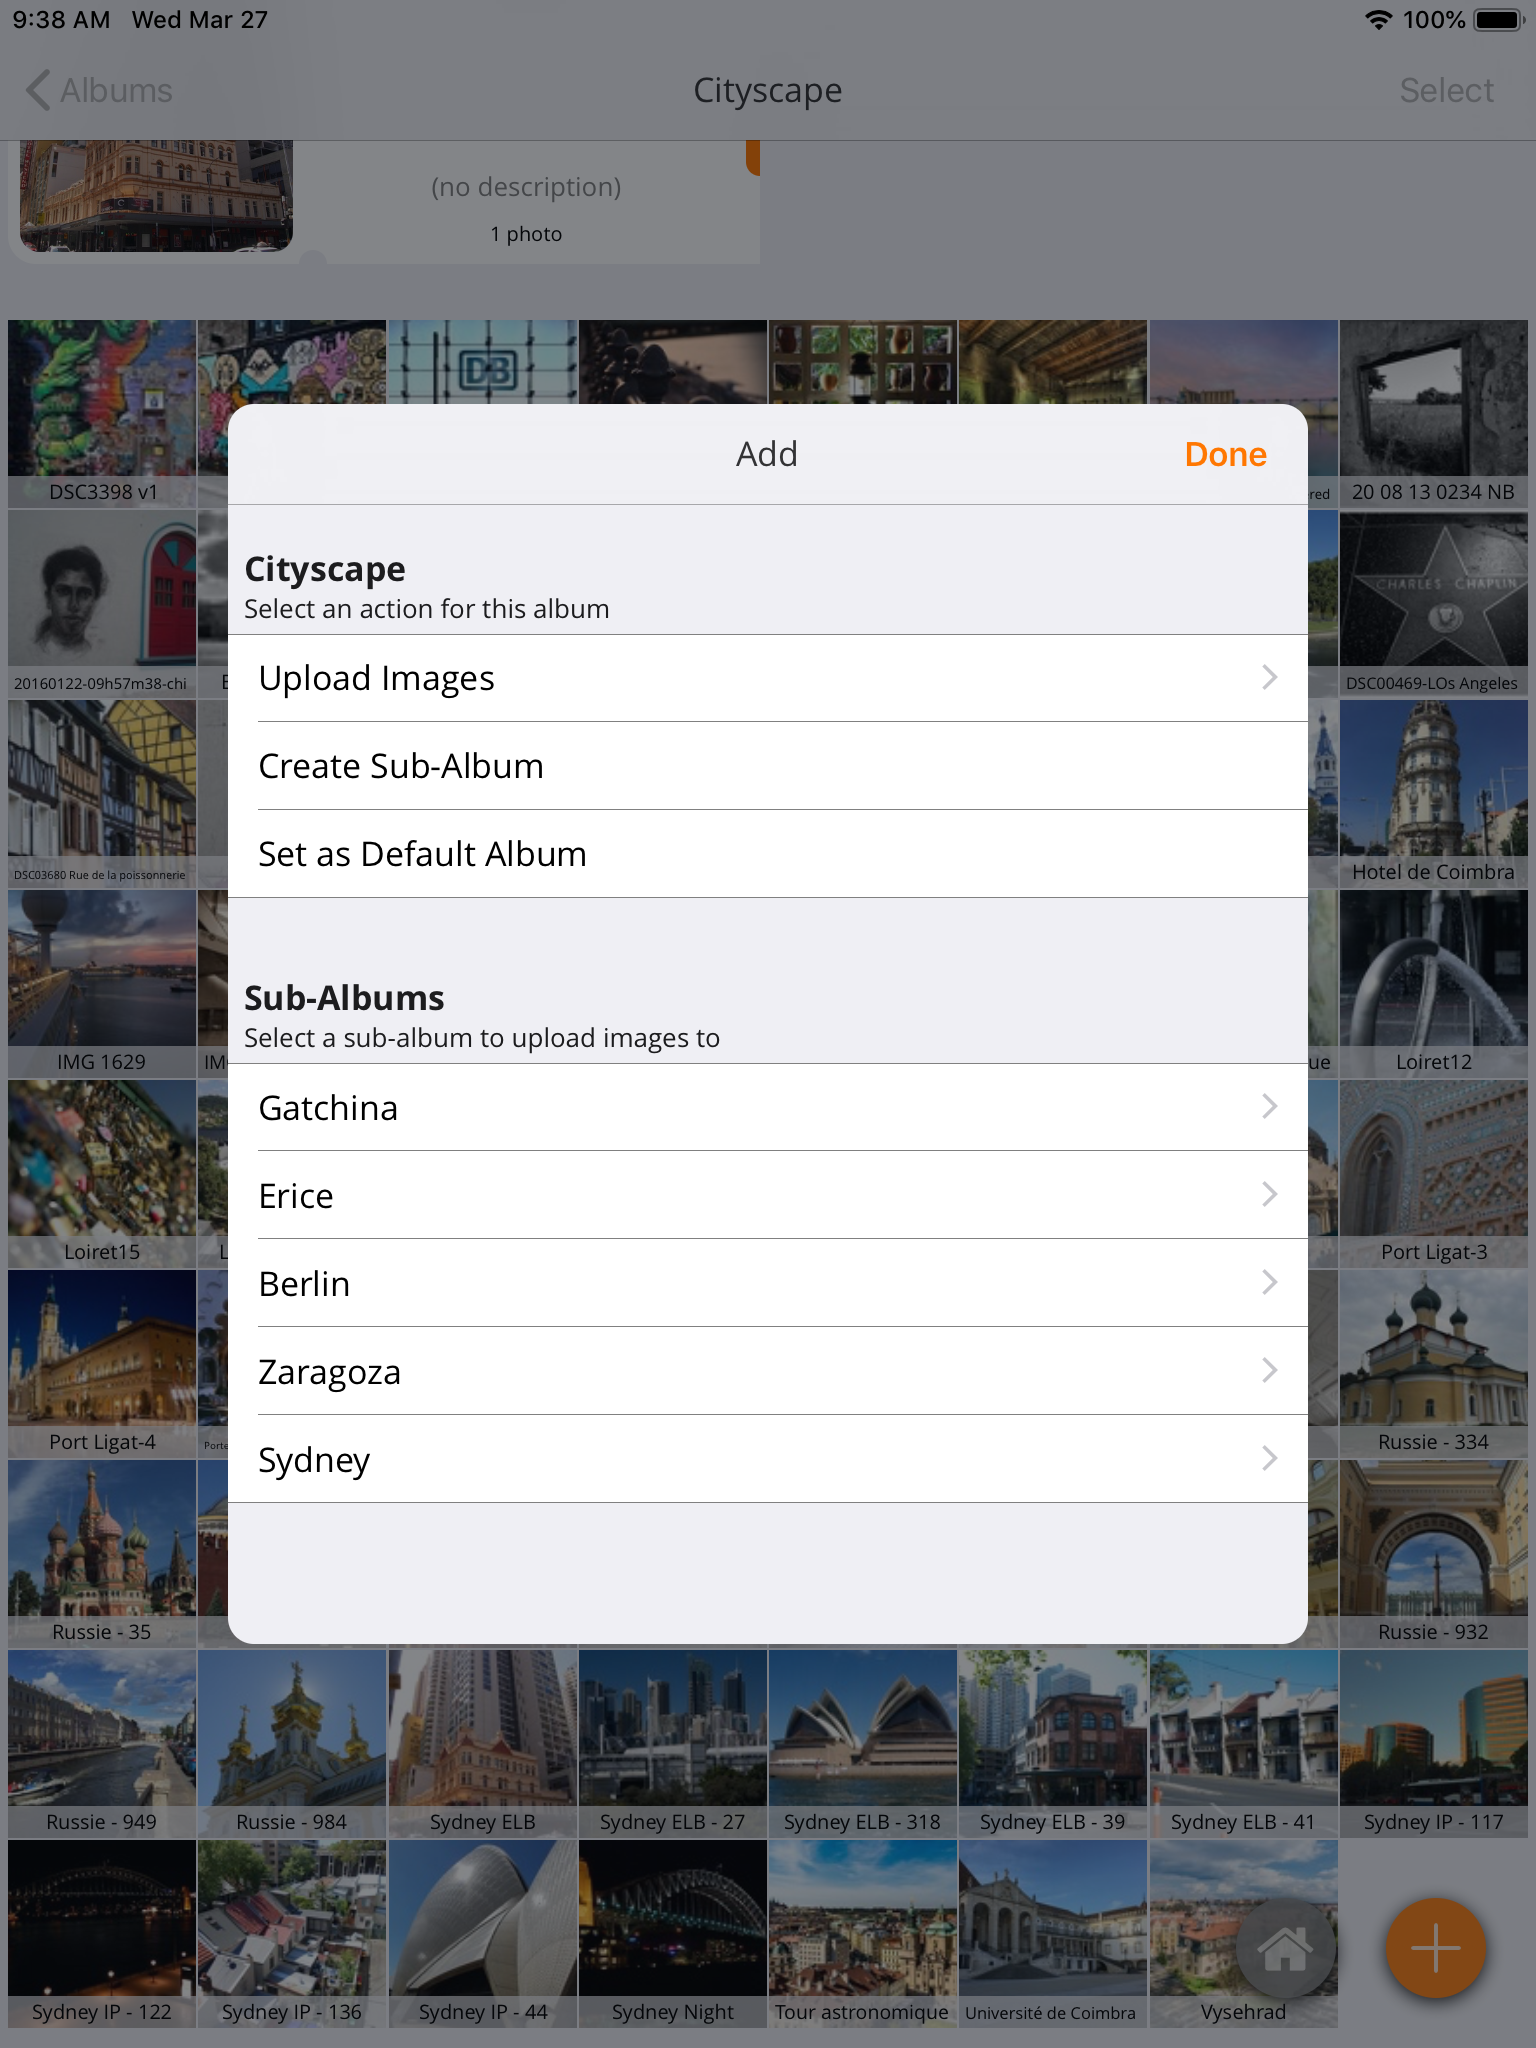 9:38 AM Wed Mar 27
100%
Albums
Cityscape
Select
(no description)
1 photo
DB
DSC3398 v1
red
20 08 13 0234 NB
Add
Done
Cityscape
Select an action for this album
Upload Images
Create Sub-Album
Set as Default Album
Sub-Albums
Select a sub-album to upload images to
Gatchina
Erice
Berlin
Zaragoza
Sydney
CHARLES CHAPLIN
20160122-09h57m38-chi
DSC00469-LOs Angeles
DSC03680 Rue de la poissonnerie
Hotel de Coimbra
IMG 1629
ue
Loiret12
Loiret15
Port Ligat-3
Port Ligat-4
Porte
Russie - 334
Russie - 35
Russie - 932
Russie - 949
Russie - 984
Sydney ELB
Sydney ELB - 27
Sydney ELB - 318
Sydney ELB - 39
Sydney ELB - 41
Sydney IP - 117
Sydney IP - 122
Sydney IP - 136
Sydney IP - 44
Sydney Night
Tour astronomique
Université de Coimbra
Vysehrad